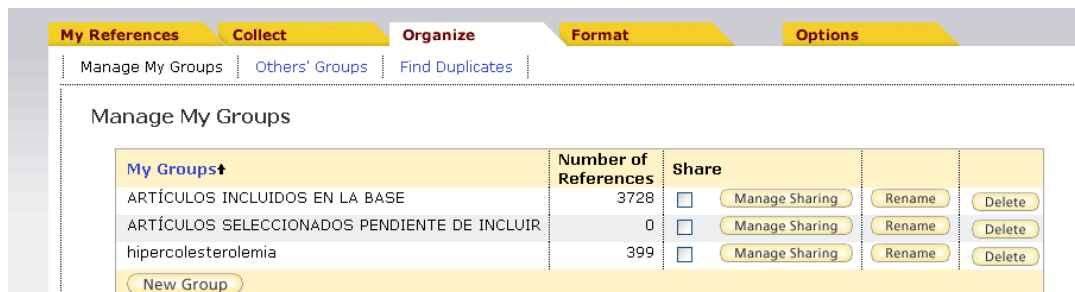 My References Collect Organize Format Options
Manage My Groups Others' Groups Find Duplicates
Manage My Groups
My Groups Number of References Share
ARTÍCULOS INCLUIDOS EN LA BASE 3728 Manage Sharing Rename Delete
ARTÍCULOS SELECCIONADOS PENDIENTE DE INCLUIR 0 Manage Sharing Rename Delete
hipercolesterolemia 399 Manage Sharing Rename Delete
New Group